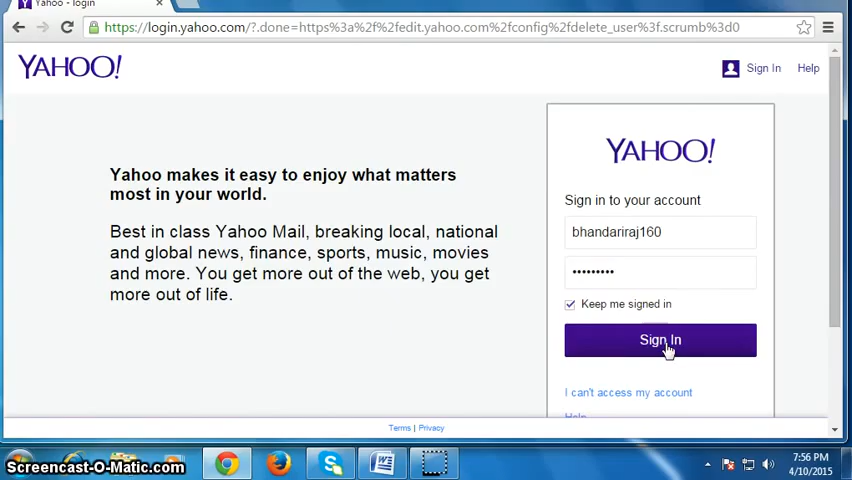 Yahoo - login
https://login.yahoo.com/?.done=https%3a%2f%2fedit.yahoo.com%2fconfig%2fdelete_user%3f.scrumb%3d0
YAHOO!
Sign In
Help
YAHOO!
Yahoo makes it easy to enjoy what matters
most in your world.
Best in class Yahoo Mail, breaking local, national
and global news, finance, sports, music, movies
and more. You get more out of the web, you get
more out of life.
Sign in to your account
bhandariraj160
•••••••••
Keep me signed in
Sign In
I can't access my account
Help
Terms | Privacy
7:56 PM
4/10/2015
Screencast-O-Matic.com